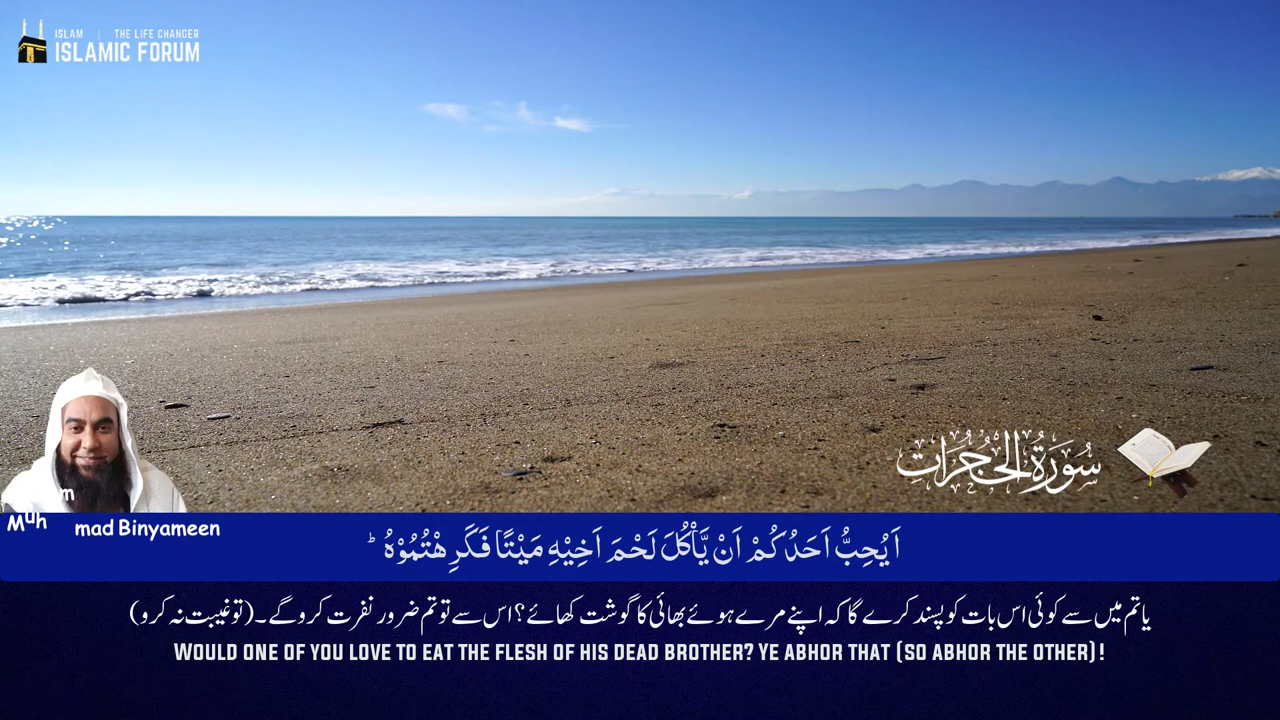 ISLAM | THE LIFE CHANGER
ISLAMIC FORUM
سُوْرَةُ الْحُجُرَاتِ
Muh mad Binyameen
اَيُحِبُّ اَحَدُكُمْ اَنْ يَّاْكُلَ لَحْمَ اَخِيْهِ مَيْتًا فَكَرِهْتُمُوْهُ ؕ
یا تم میں سے کوئی اس بات کو پسند کرے گا کہ اپنے مرے ہوئے بھائی کا گوشت کھائے؟ اس سے تو تم ضرور نفرت کرو گے۔ (تو غیبت نہ کرو)
Would one of you love to eat the flesh of his dead brother? Ye abhor that (so abhor the other)!